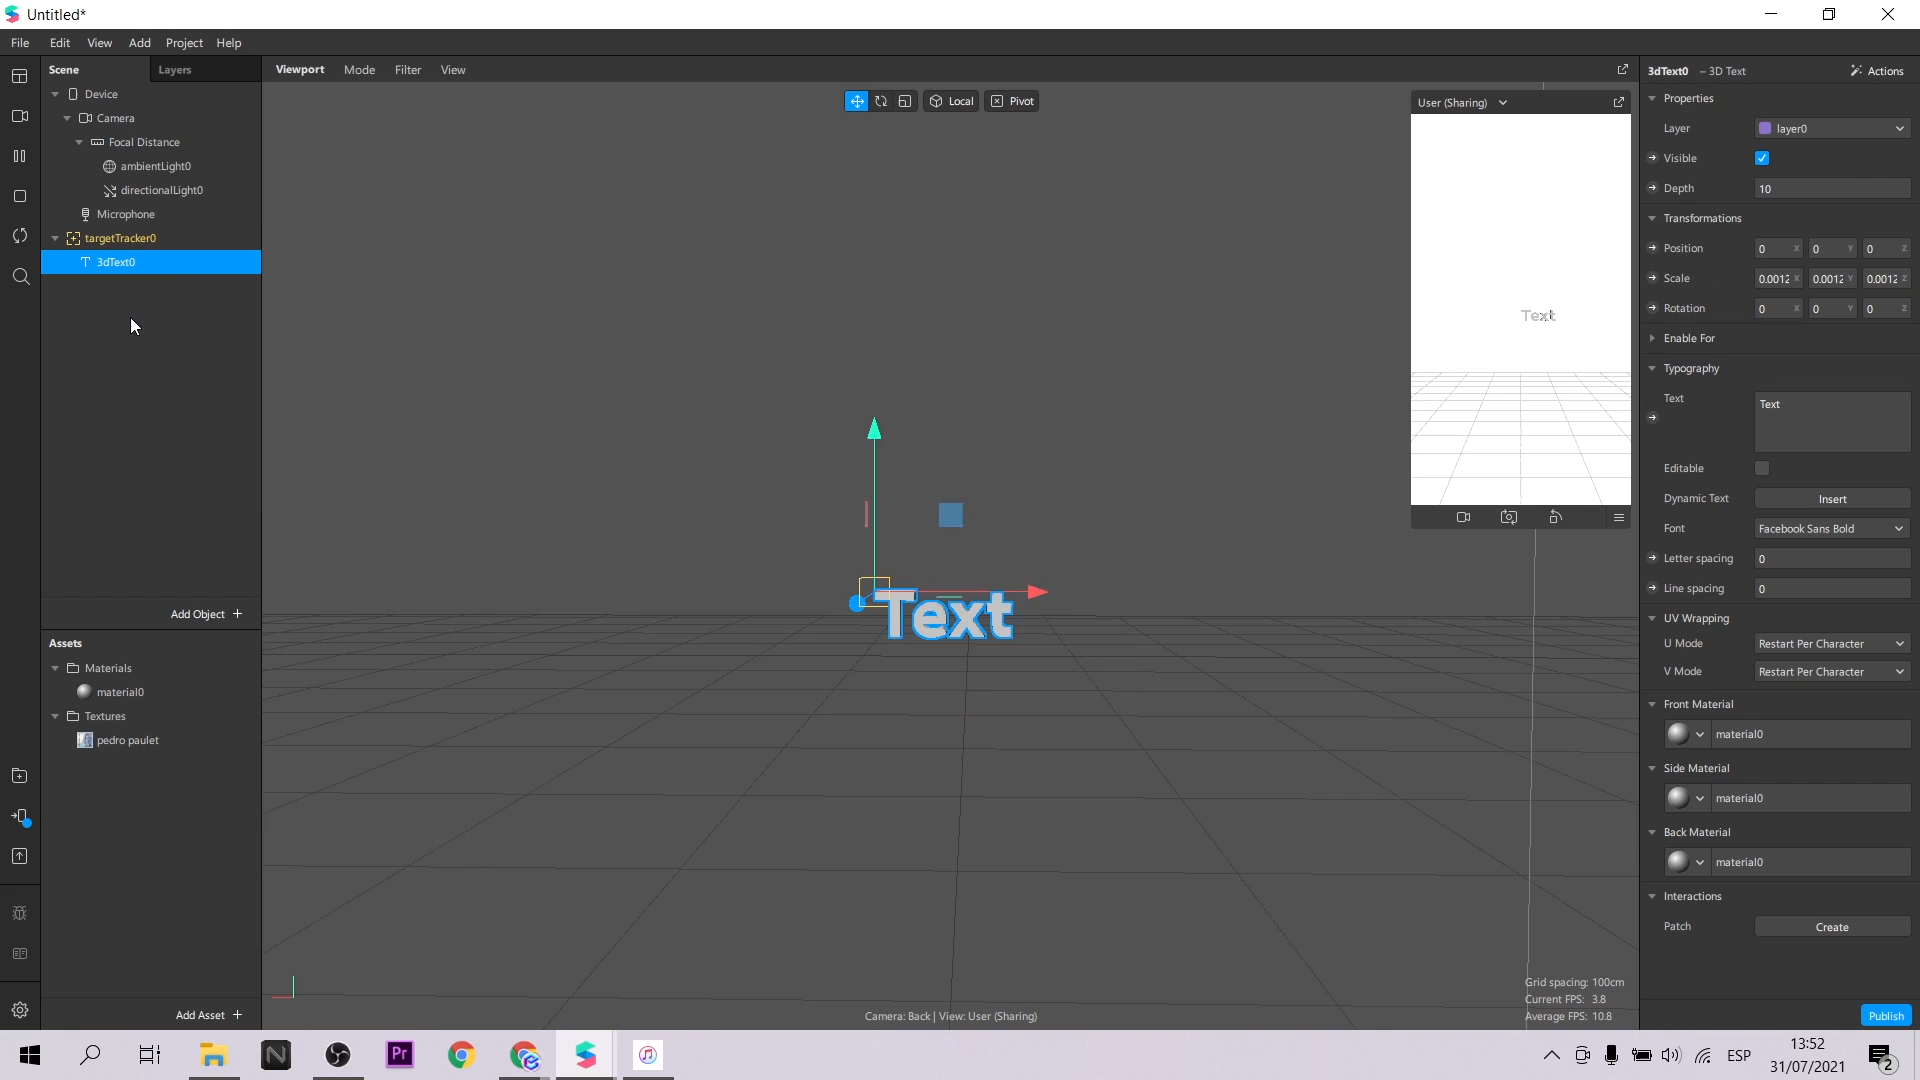 Untitled*
File Edit View Add Project Help
Scene Layers
Device
Camera
Focal Distance
ambientLight0
directionalLight0
Microphone
targetTracker0
3dText0
Add Object +
Assets
Materials
material0
Textures
pedro paulet
Add Asset +
Viewport Mode Filter View
Local Pivot
Text
User (Sharing)
Text
Grid spacing: 100cm
Current FPS: 3.8
Average FPS: 10.8
Camera: Back | View: User (Sharing)
3dText0 – 3D Text Actions
Properties
Layer layer0
Visible
Depth 10
Transformations
Position 0 X 0 Y 0 Z
Scale 0.0012 X 0.0012 Y 0.0012 Z
Rotation 0 X 0 Y 0 Z
Enable For
Typography
Text Text
Editable
Dynamic Text Insert
Font Facebook Sans Bold
Letter spacing 0
Line spacing 0
UV Wrapping
U Mode Restart Per Character
V Mode Restart Per Character
Front Material
material0
Side Material
material0
Back Material
material0
Interactions
Patch Create
Publish
N Pr
ESP
13:52
31/07/2021
2